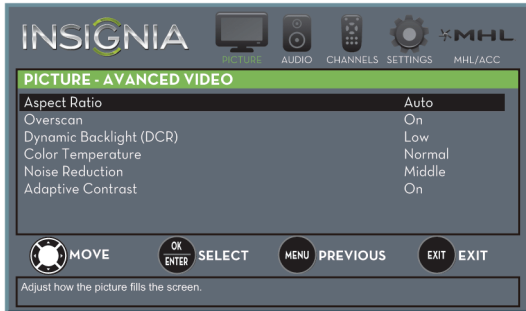 INSIGNIA
PICTURE AUDIO CHANNELS SETTINGS MHL MHL/ACC
PICTURE - AVANCED VIDEO
Aspect Ratio Auto
Overscan On
Dynamic Backlight (DCR) Low
Color Temperature Normal
Noise Reduction Middle
Adaptive Contrast On
MOVE OK ENTER SELECT MENU PREVIOUS EXIT EXIT
Adjust how the picture fills the screen.